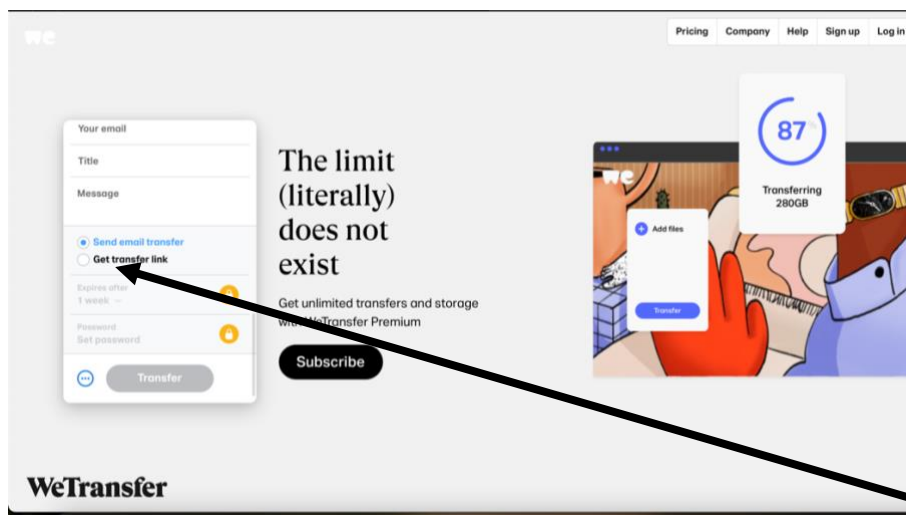 we
Pricing Company Help Sign up Log in
Your email
Title
Message
Send email transfer
Get transfer link
Expires after
1 week
Password
Set password
Transfer
The limit
(literally)
does not
exist
Get unlimited transfers and storage
with WeTransfer Premium
Subscribe
87
Transferring
280GB
we
Add files
Transfer
WeTransfer